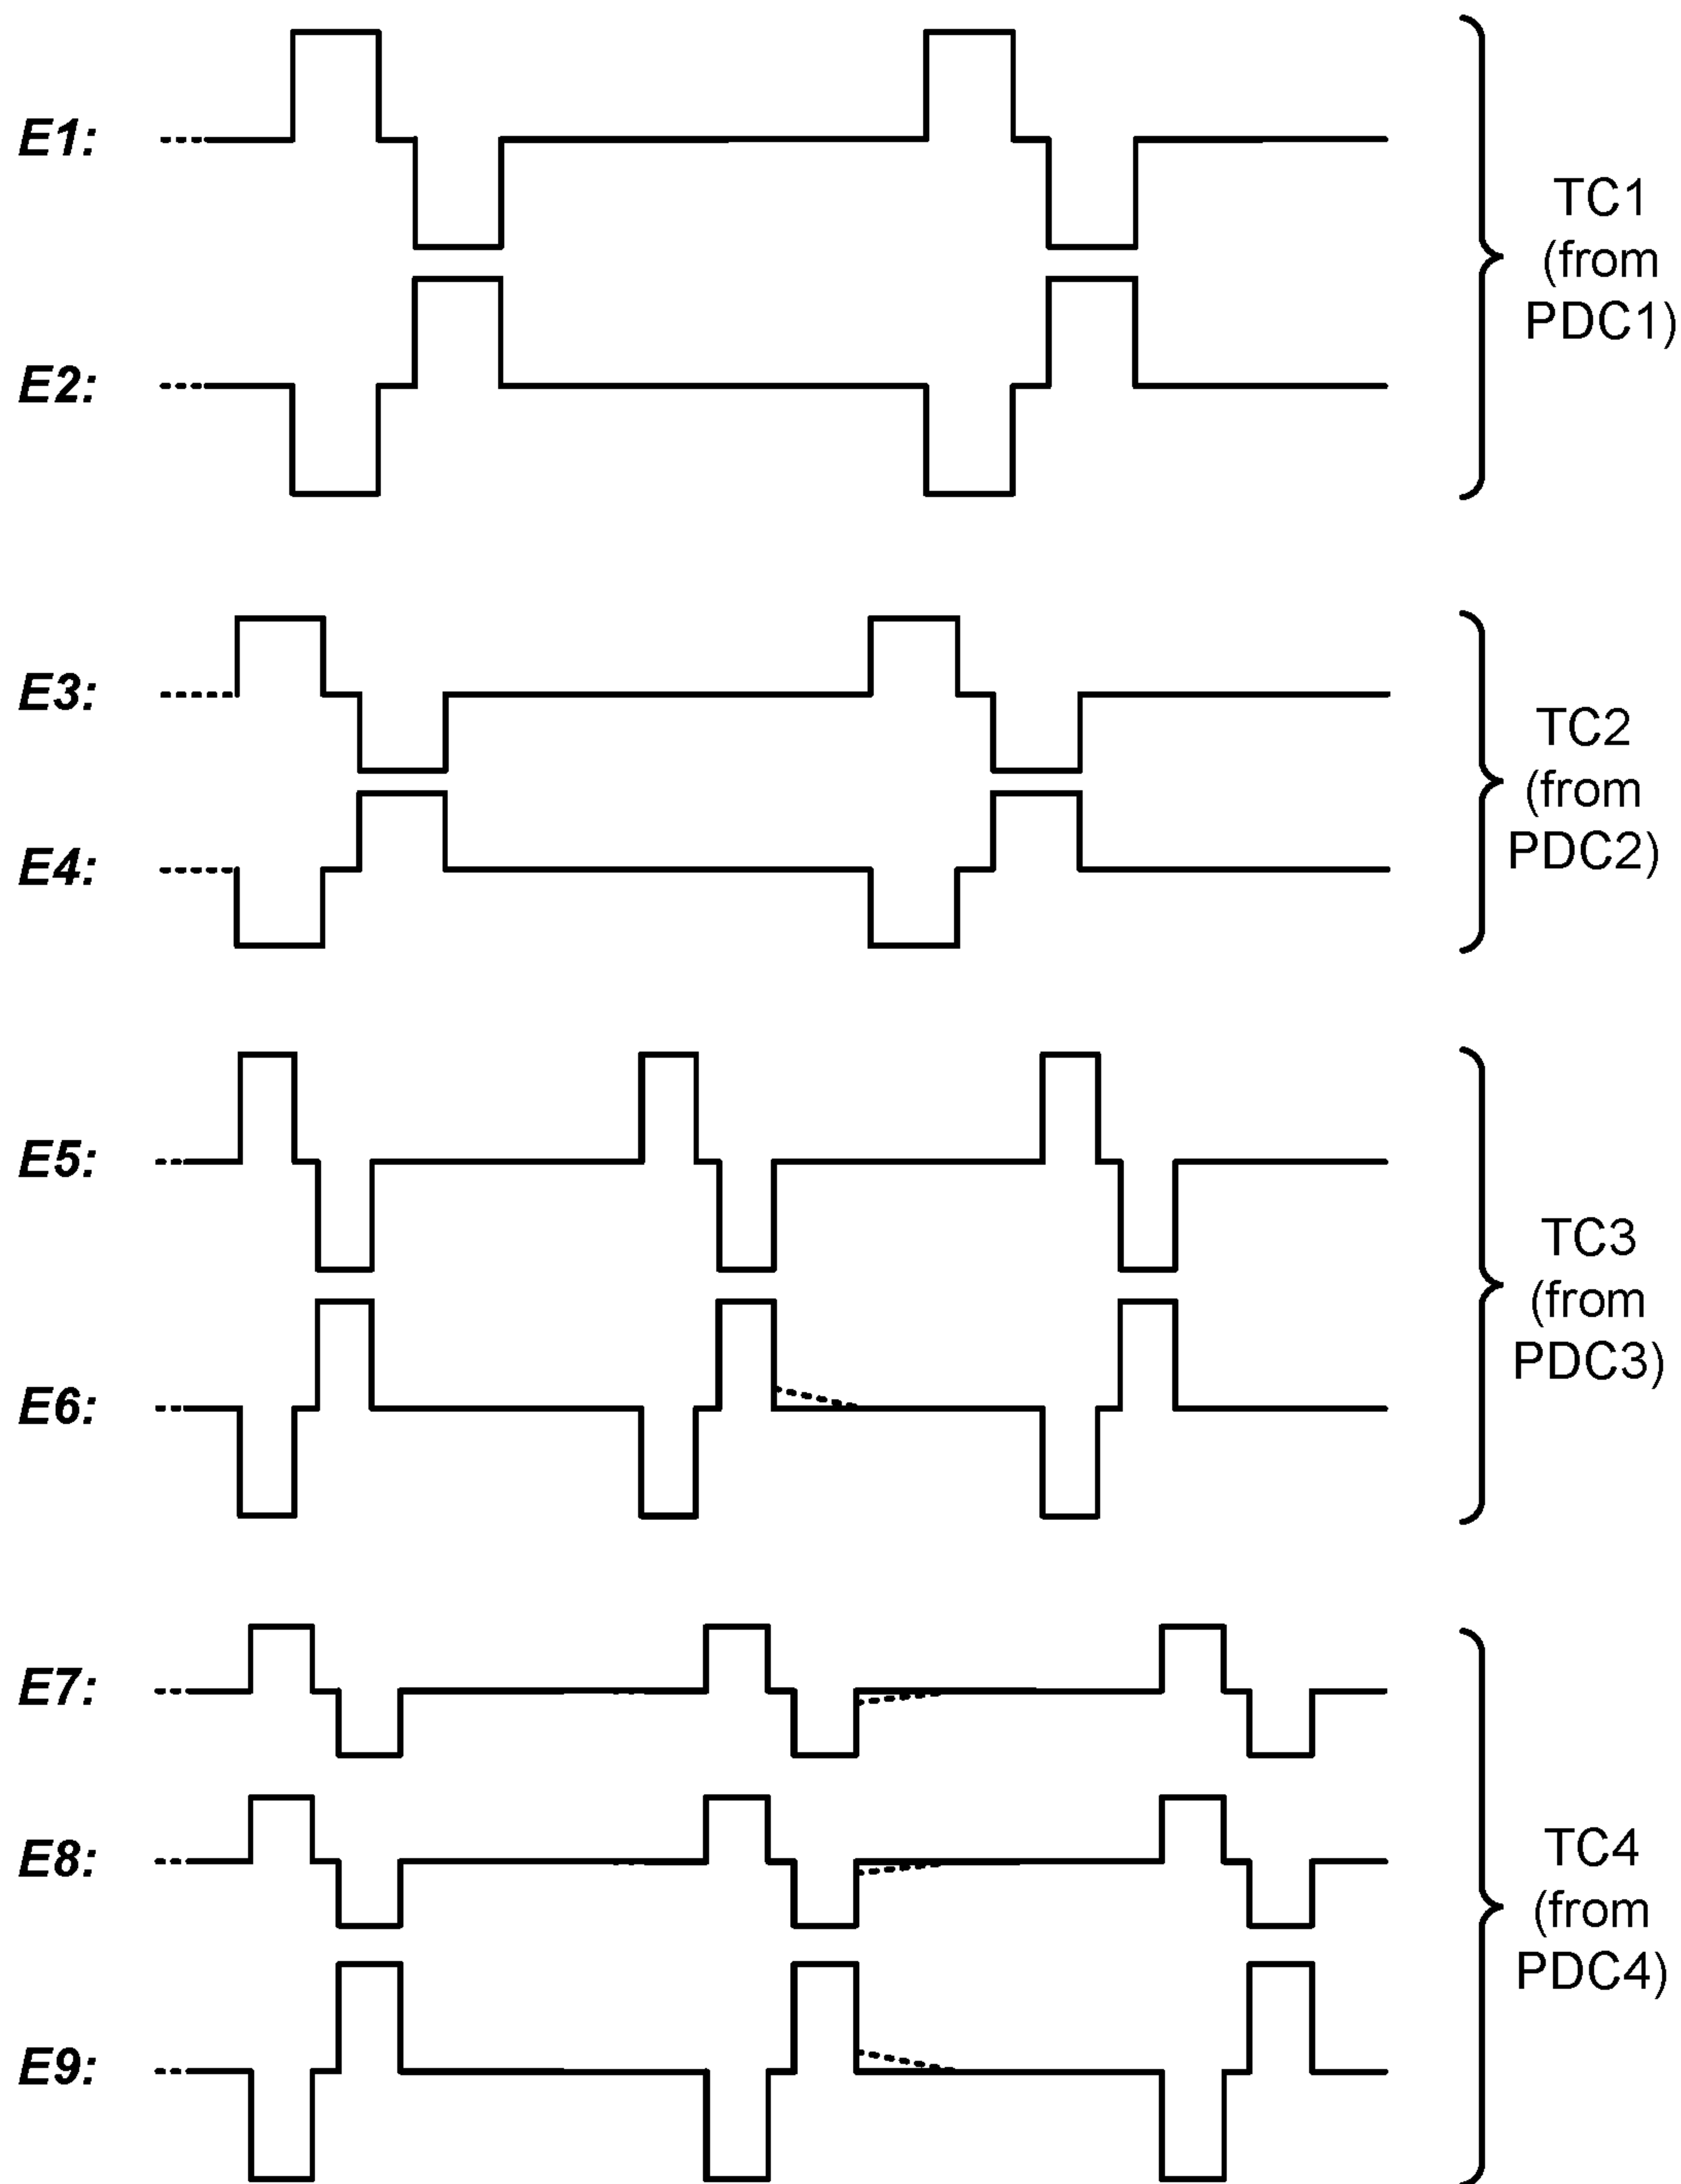 E1:
E2:
TC1
(from
PDC1)
E3:
E4:
TC2
(from
PDC2)
E5:
E6:
TC3
(from
PDC3)
E7:
E8:
E9:
TC4
(from
PDC4)